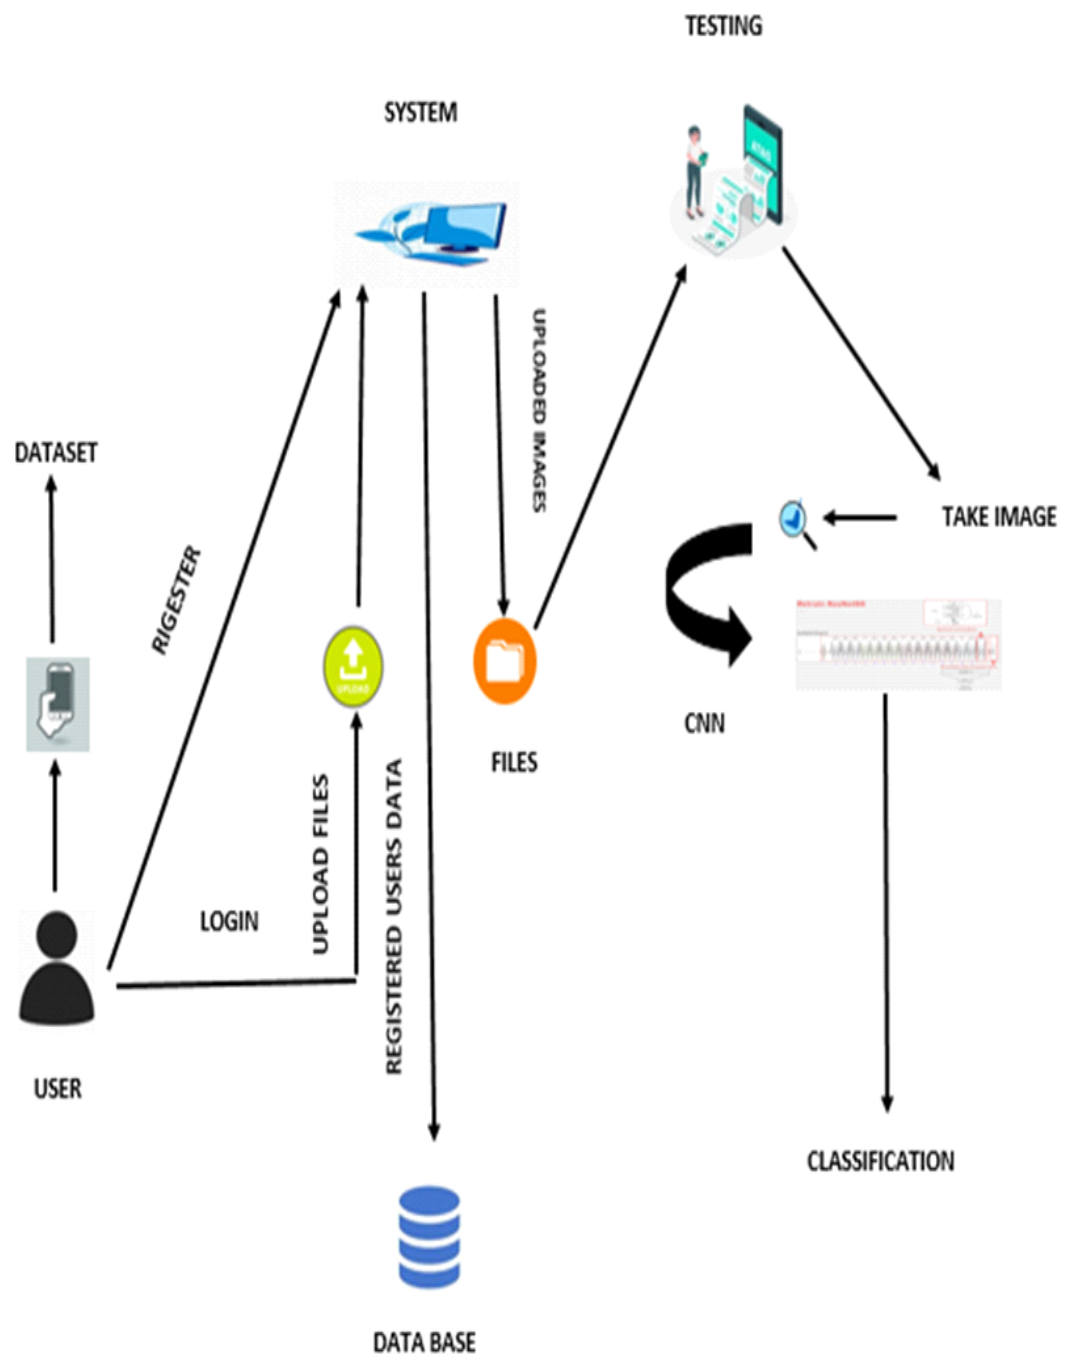 TESTING
SYSTEM
UPLOADED IMAGES
DATASET
RIGESTER
TAKE IMAGE
UPLOAD
CNN
FILES
UPLOAD FILES
REGISTERED USERS DATA
LOGIN
USER
CLASSIFICATION
DATA BASE